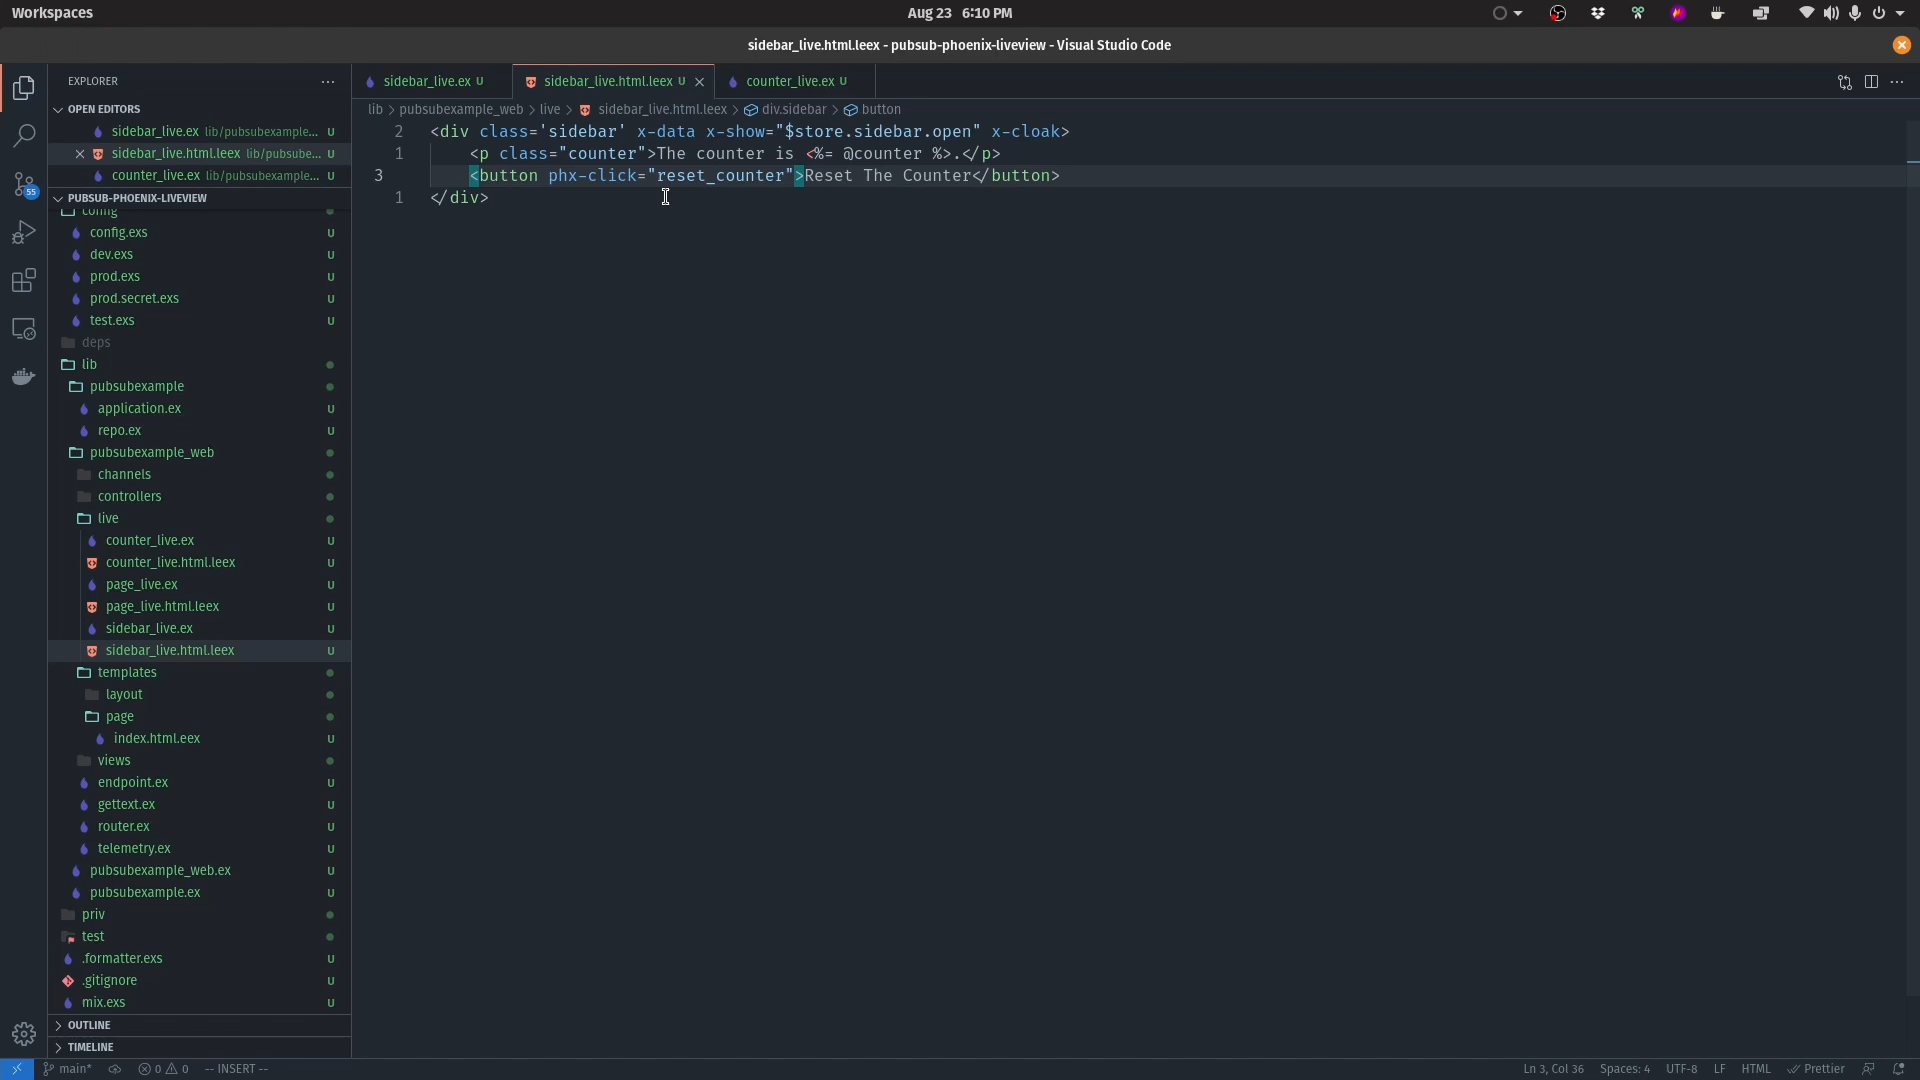 Workspaces
Aug 23 6:10 PM
sidebar_live.html.leex - pubsub-phoenix-liveview - Visual Studio Code
EXPLORER
OPEN EDITORS
sidebar_live.ex lib/pubsubexample... U
sidebar_live.html.leex lib/pubsube... U
counter_live.ex lib/pubsubexample... U
PUBSUB-PHOENIX-LIVEVIEW
config
config.exs U
dev.exs U
prod.exs U
prod.secret.exs U
test.exs U
deps
lib
pubsubexample
application.ex U
repo.ex U
pubsubexample_web
channels
controllers
live
counter_live.ex U
counter_live.html.leex U
page_live.ex U
page_live.html.leex U
sidebar_live.ex U
sidebar_live.html.leex U
templates
layout
page
index.html.eex U
views
endpoint.ex U
gettext.ex U
router.ex U
telemetry.ex U
pubsubexample_web.ex U
pubsubexample.ex U
priv
test
.formatter.exs U
.gitignore U
mix.exs U
OUTLINE
TIMELINE
55
sidebar_live.ex U
sidebar_live.html.leex U
counter_live.ex U
lib > pubsubexample_web > live > sidebar_live.html.leex > div.sidebar > button
2 <div class='sidebar' x-data x-show="$store.sidebar.open" x-cloak>
1 <p class="counter">The counter is <%= @counter %>.</p>
3 <button phx-click="reset_counter">Reset The Counter</button>
1 </div>
main* 0 0 -- INSERT --
Ln 3, Col 36 Spaces: 4 UTF-8 LF HTML Prettier